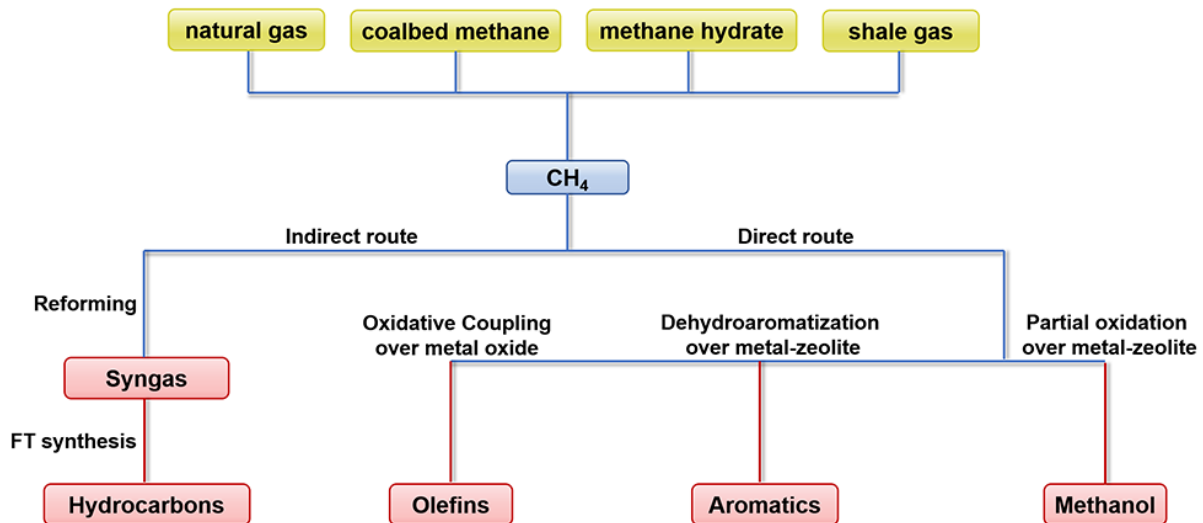 natural gas
coalbed methane
methane hydrate
shale gas
CH₄
Indirect route
Direct route
Reforming
Oxidative Coupling
over metal oxide
Dehydroaromatization
over metal-zeolite
Partial oxidation
over metal-zeolite
Syngas
FT synthesis
Hydrocarbons
Olefins
Aromatics
Methanol